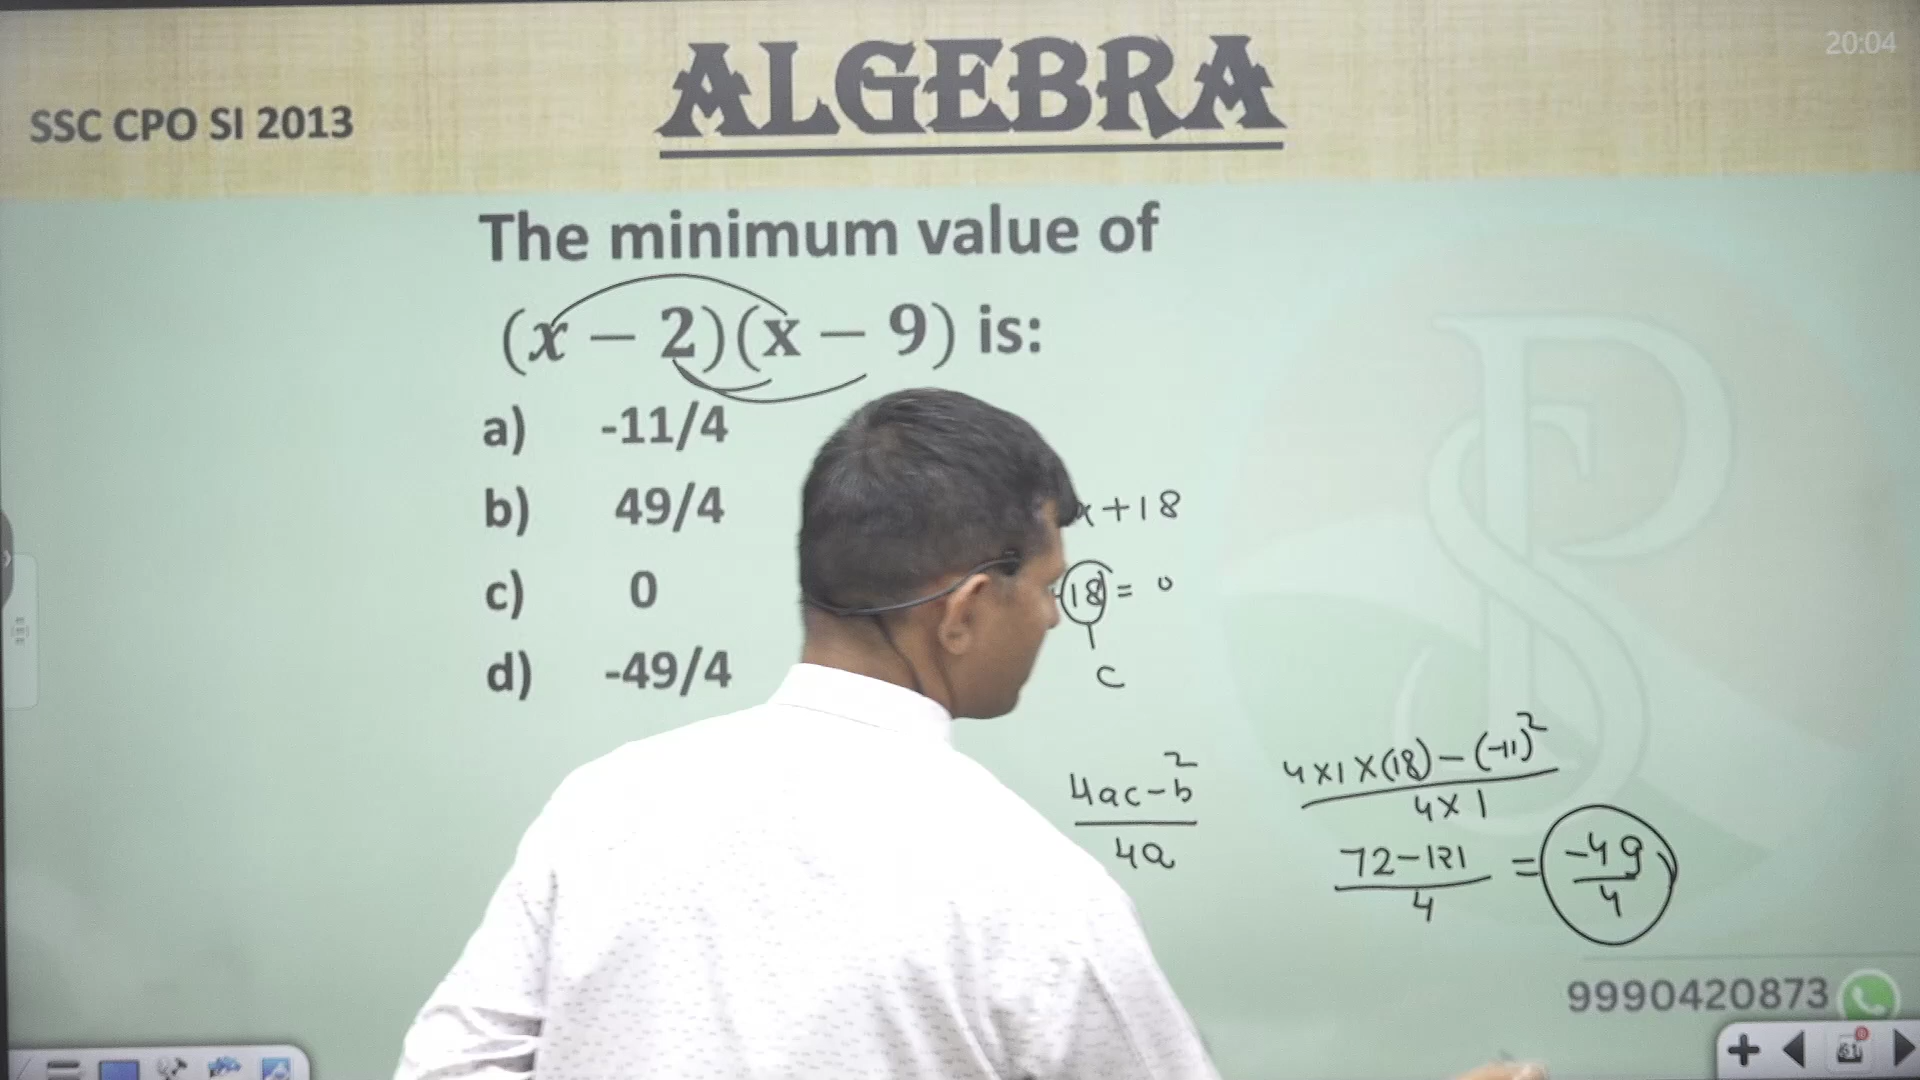 ALGEBRA
20:04
SSC CPO SI 2013
The minimum value of
(x − 2)(x − 9) is:
a) -11/4
b) 49/4
c) 0
d) -49/4
x+18
18 = 0
c
4ac-b²
4a
4×1×(18)-(-11)²
4×1
72-121
4
= -49
4
9990420873